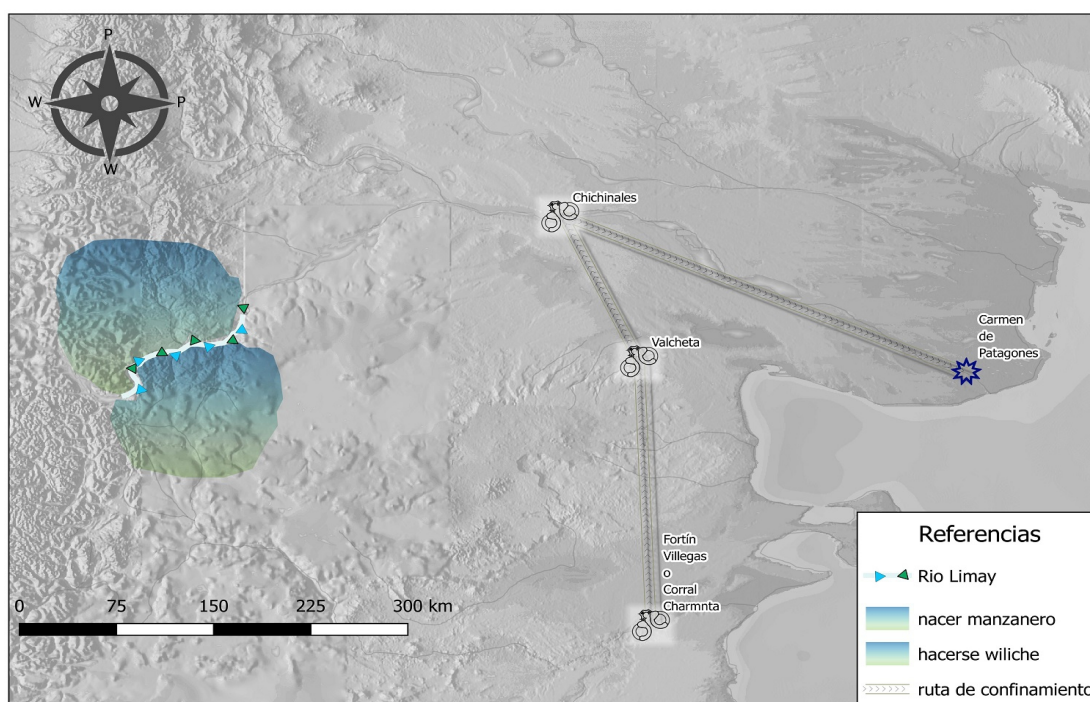 P
W
P
W
Chichinales
Valcheta
Carmen
de
Patagones
Fortín
Villegas
o
Corral
Charmnta
0 75 150 225 300 km
Referencias
Rio Limay
nacer manzanero
hacerse wiliche
ruta de confinamiento